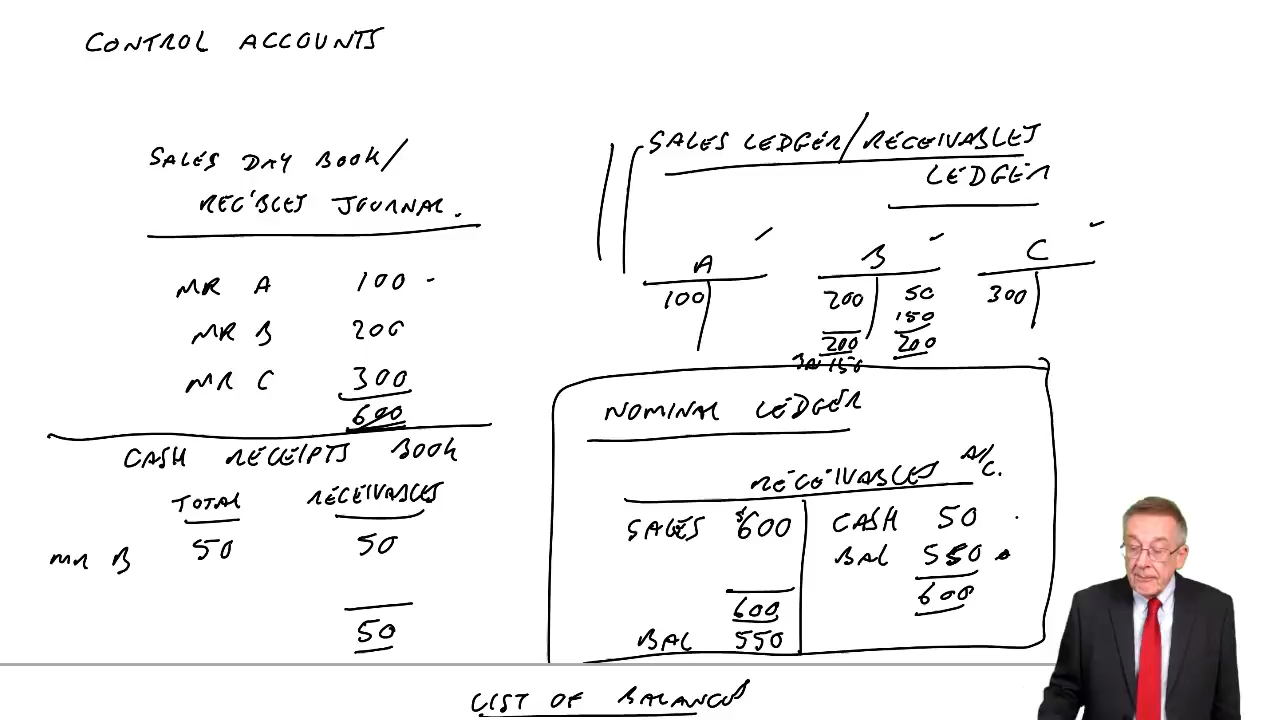 CONTROL ACCOUNTS
SALES DAY BOOK/
REC'BLES JOURNAL.
MR A 100
MR B 200
MR C 300
600
CASH RECEIPTS BOOK
TOTAL RECEIVABLES
MR B 50 50
50
SALES LEDGER/RECEIVABLES
LEDGER
A B C
100 200 50 300
150
200 200
BAL 150
NOMINAL LEDGER
RECEIVABLES A/C.
SALES $600 CASH 50
BAL 550
600 600
BAL 550
LIST OF BALANCES